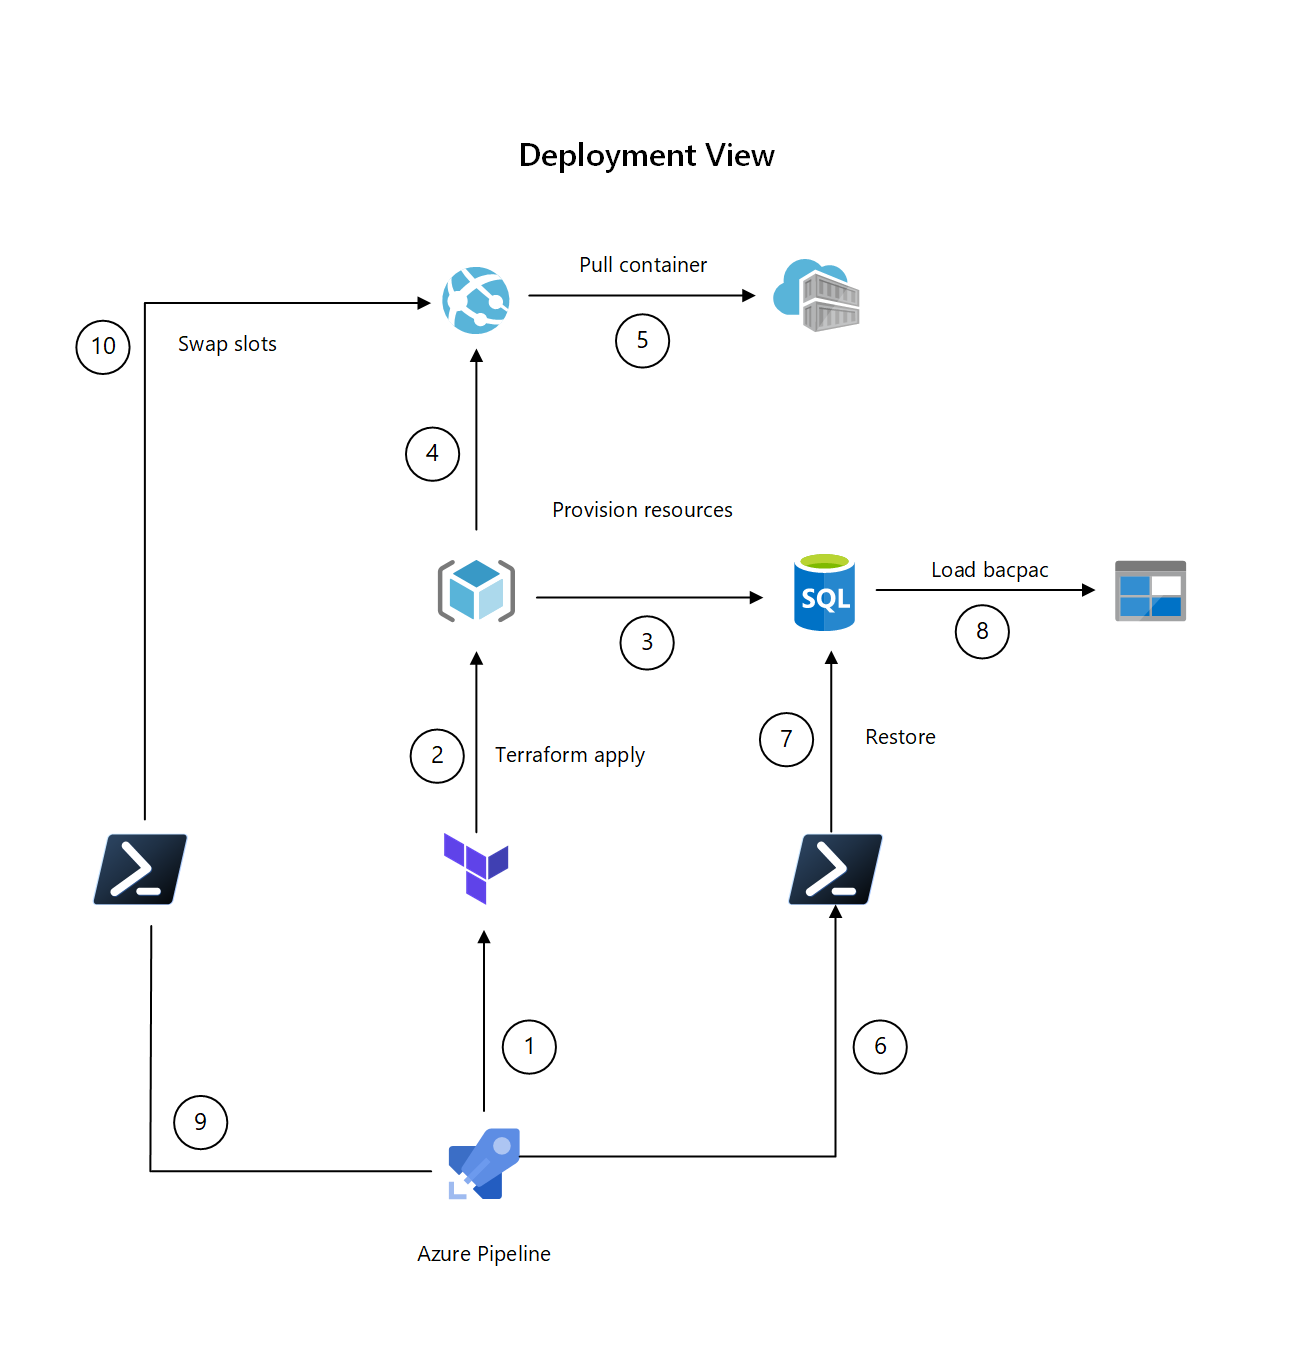 Deployment View
Pull container
5
10
Swap slots
4
Provision resources
SQL
Load bacpac
8
3
7
Restore
2
Terraform apply
1
6
9
Azure Pipeline